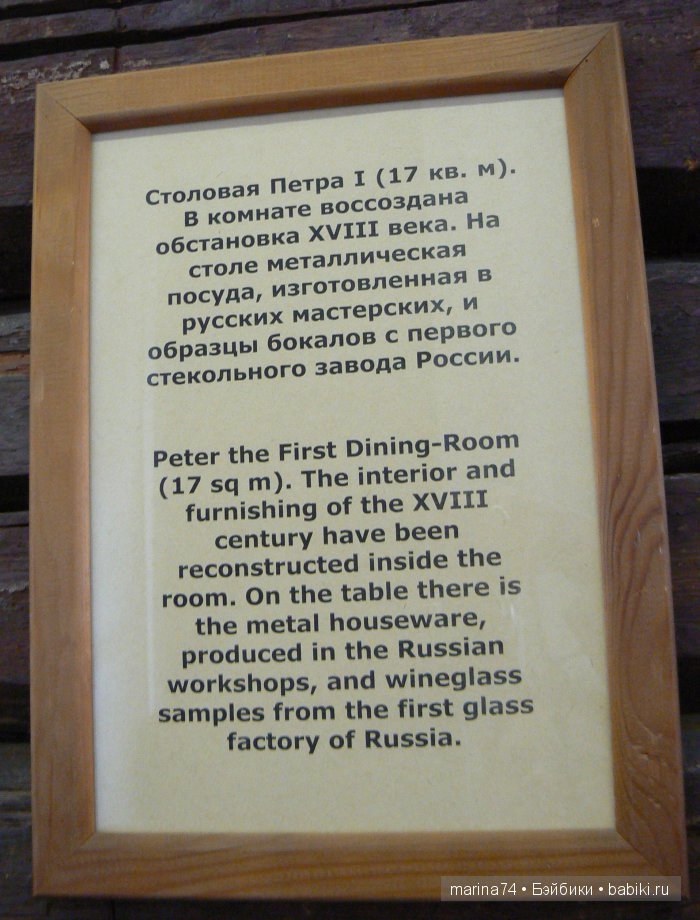 Столовая Петра I (17 кв. м).
В комнате воссоздана
обстановка XVIII века. На
столе металлическая
посуда, изготовленная в
русских мастерских, и
образцы бокалов с первого
стекольного завода России.
Peter the First Dining-Room
(17 sq m). The interior and
furnishing of the XVIII
century have been
reconstructed inside the
room. On the table there is
the metal houseware,
produced in the Russian
workshops, and wineglass
samples from the first glass
factory of Russia.
marina74 • Бэйбики • babiki.ru